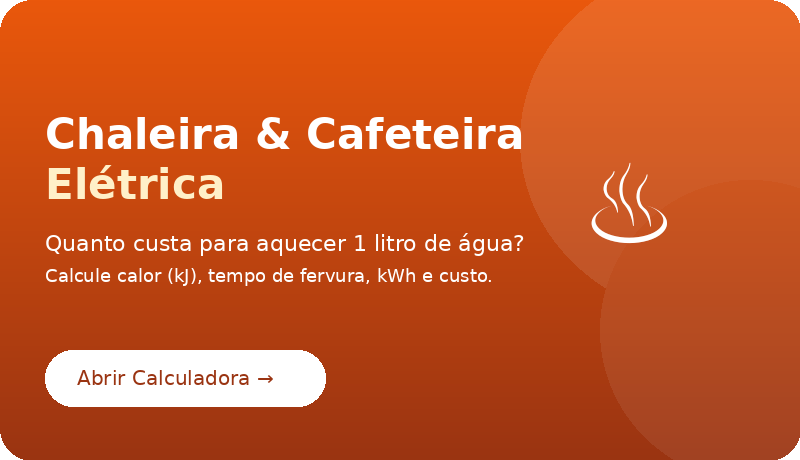 Chaleira & Cafeteira
Elétrica
Quanto custa para aquecer 1 litro de água?
Calcule calor (kJ), tempo de fervura, kWh e custo.
Abrir Calculadora →